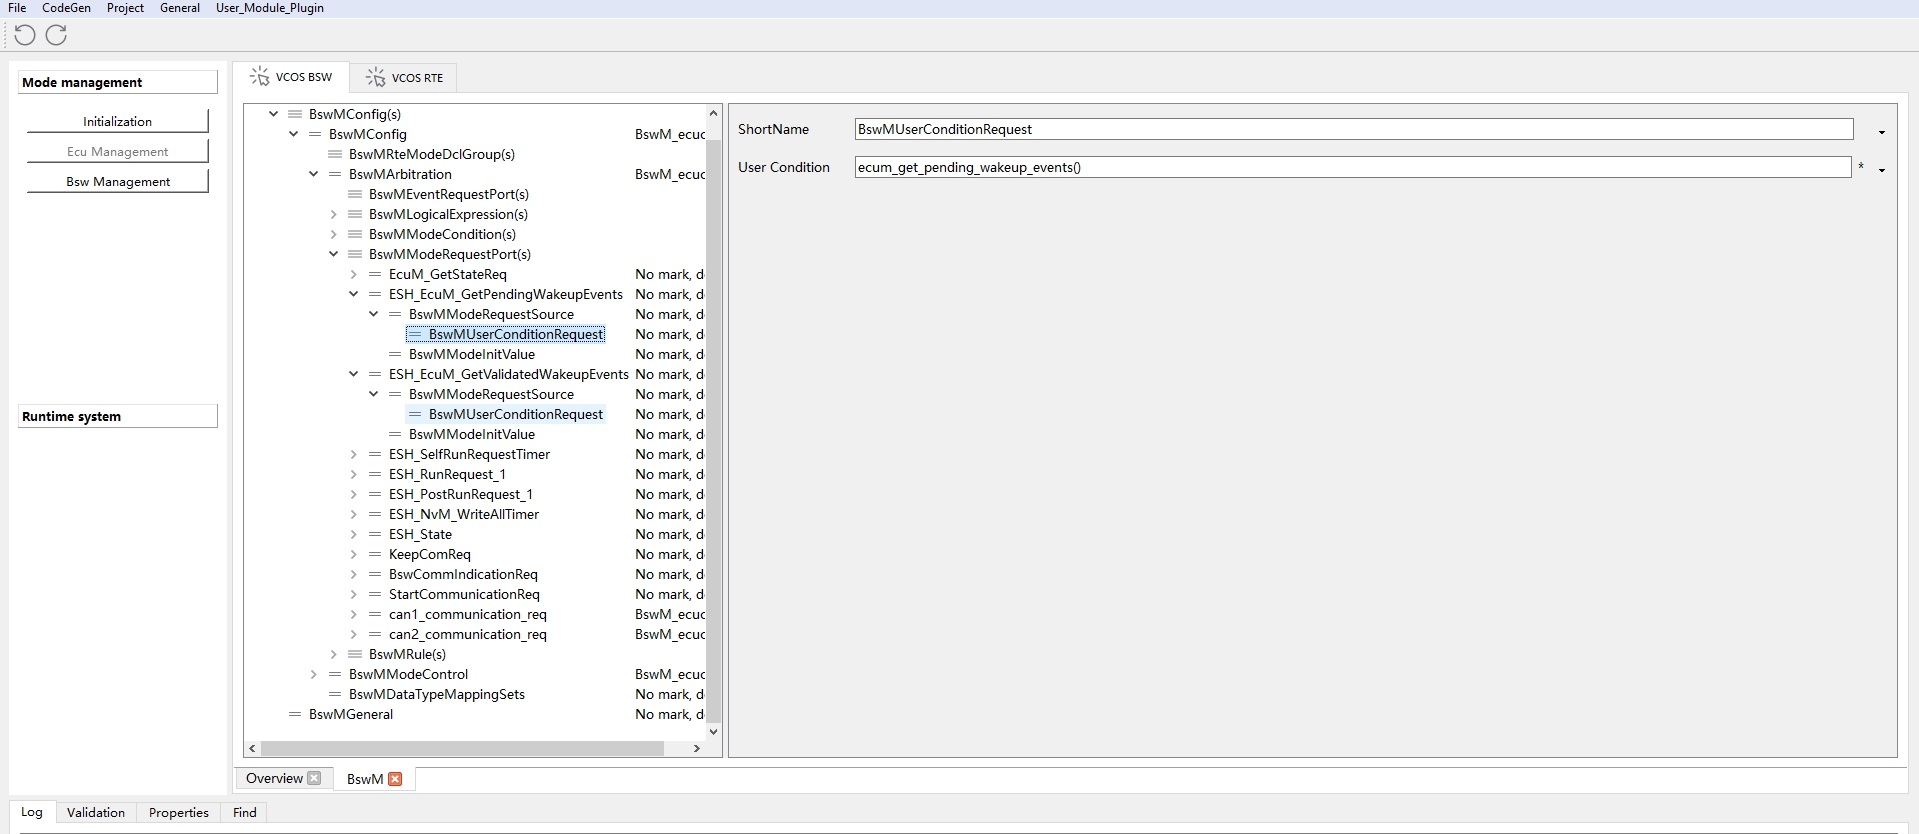 File CodeGen Project General User_Module_Plugin
Mode management
Initialization
Ecu Management
Bsw Management
Runtime system
VCOS BSW VCOS RTE
BswMConfig(s)
BswMConfig BswM_ecuc
BswMRteModeDclGroup(s)
BswMArbitration BswM_ecuc
BswMEventRequestPort(s)
BswMLogicalExpression(s)
BswMModeCondition(s)
BswMModeRequestPort(s)
EcuM_GetStateReq No mark, d
ESH_EcuM_GetPendingWakeupEvents No mark, d
BswMModeRequestSource No mark, d
BswMUserConditionRequest No mark, d
BswMModeInitValue No mark, d
ESH_EcuM_GetValidatedWakeupEvents No mark, d
BswMModeRequestSource No mark, d
BswMUserConditionRequest No mark, d
BswMModeInitValue No mark, d
ESH_SelfRunRequestTimer No mark, d
ESH_RunRequest_1 No mark, d
ESH_PostRunRequest_1 No mark, d
ESH_NvM_WriteAllTimer No mark, d
ESH_State No mark, d
KeepComReq No mark, d
BswCommIndicationReq No mark, d
StartCommunicationReq No mark, d
can1_communication_req BswM_ecuc
can2_communication_req BswM_ecuc
BswMRule(s)
BswMModeControl BswM_ecuc
BswMDataTypeMappingSets No mark, d
BswMGeneral No mark, d
ShortName BswMUserConditionRequest
User Condition ecum_get_pending_wakeup_events() *
Overview BswM
Log Validation Properties Find